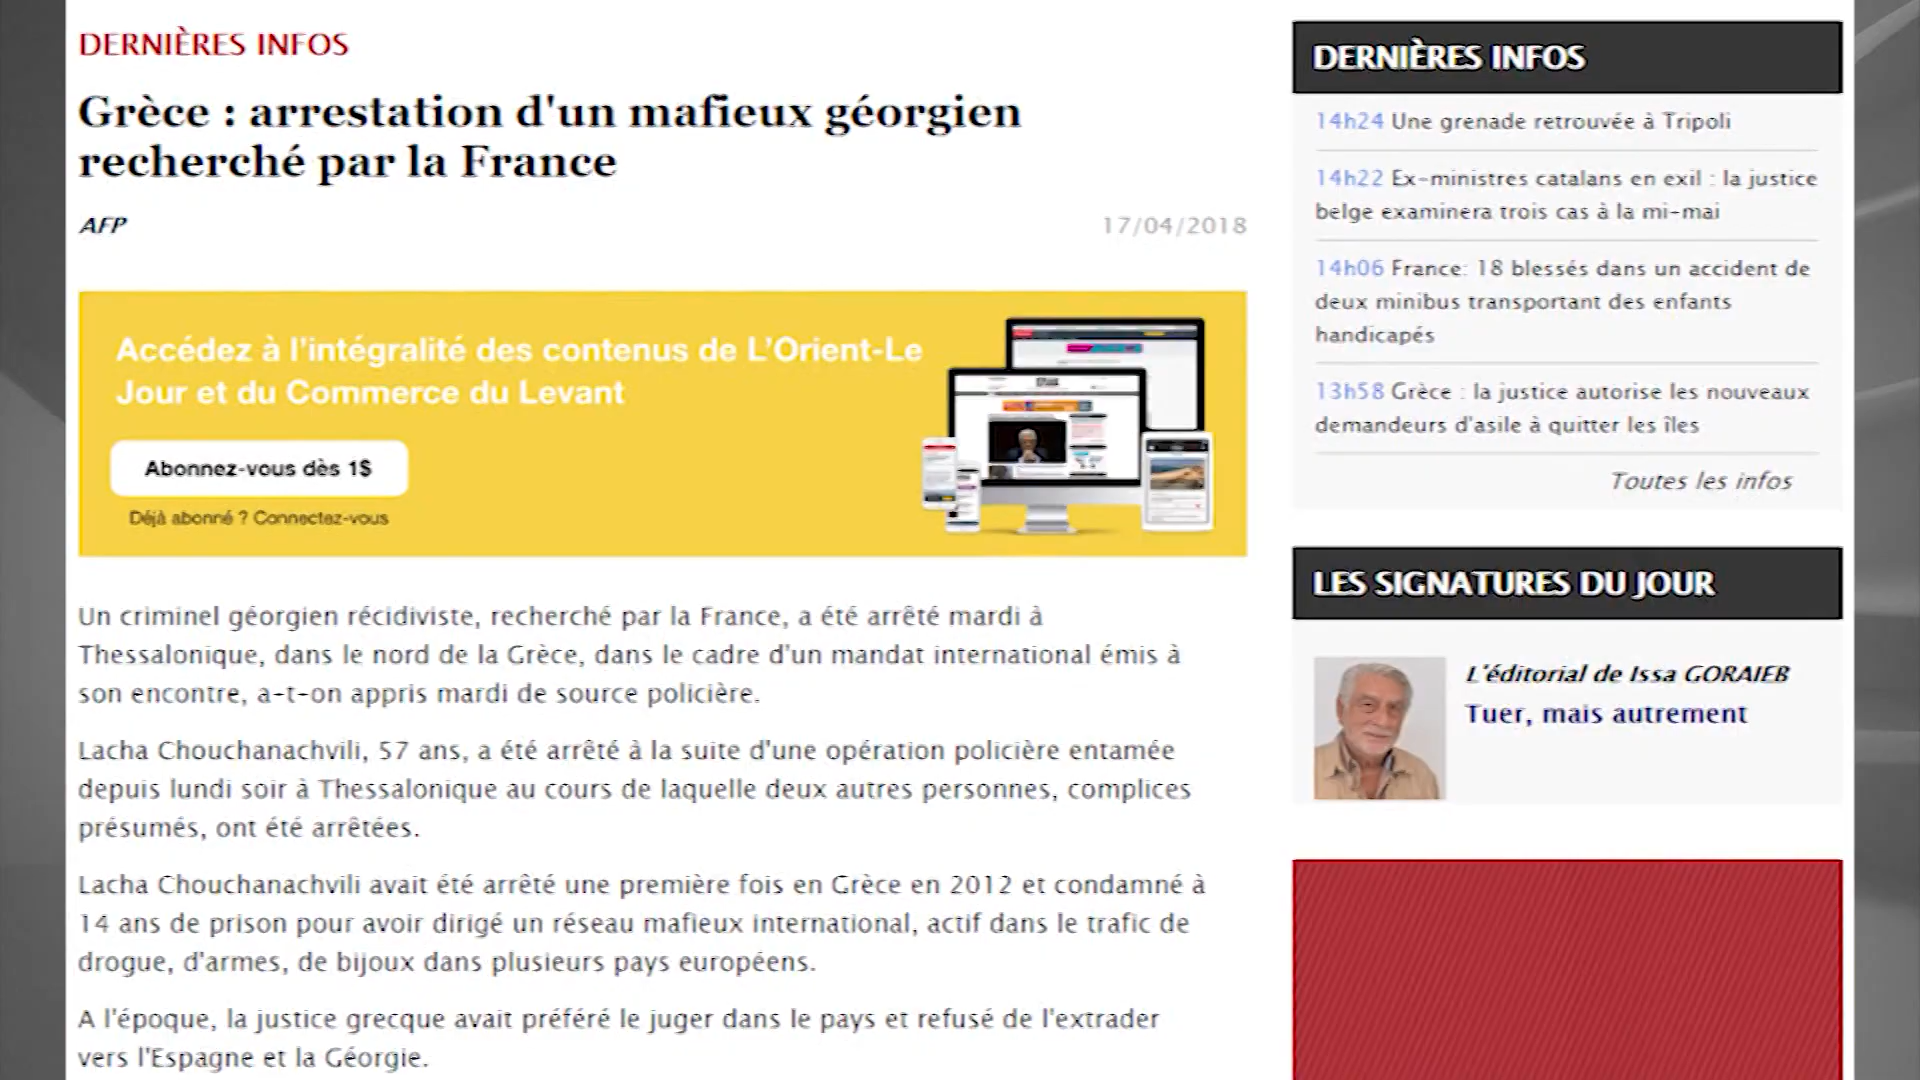 DERNIÈRES INFOS
Grèce : arrestation d'un mafieux géorgien
recherché par la France
AFP
17/04/2018
Accédez à l'intégralité des contenus de L'Orient-Le
Jour et du Commerce du Levant
Abonnez-vous dès 1$
Déjà abonné ? Connectez-vous
Un criminel géorgien récidiviste, recherché par la France, a été arrêté mardi à
Thessalonique, dans le nord de la Grèce, dans le cadre d'un mandat international émis à
son encontre, a-t-on appris mardi de source policière.
Lacha Chouchanachvili, 57 ans, a été arrêté à la suite d'une opération policière entamée
depuis lundi soir à Thessalonique au cours de laquelle deux autres personnes, complices
présumés, ont été arrêtées.
Lacha Chouchanachvili avait été arrêté une première fois en Grèce en 2012 et condamné à
14 ans de prison pour avoir dirigé un réseau mafieux international, actif dans le trafic de
drogue, d'armes, de bijoux dans plusieurs pays européens.
A l'époque, la justice grecque avait préféré le juger dans le pays et refusé de l'extrader
vers l'Espagne et la Géorgie.
DERNIÈRES INFOS
14h24 Une grenade retrouvée à Tripoli
14h22 Ex-ministres catalans en exil : la justice
belge examinera trois cas à la mi-mai
14h06 France: 18 blessés dans un accident de
deux minibus transportant des enfants
handicapés
13h58 Grèce : la justice autorise les nouveaux
demandeurs d'asile à quitter les îles
Toutes les infos
LES SIGNATURES DU JOUR
L'éditorial de Issa GORAIEB
Tuer, mais autrement